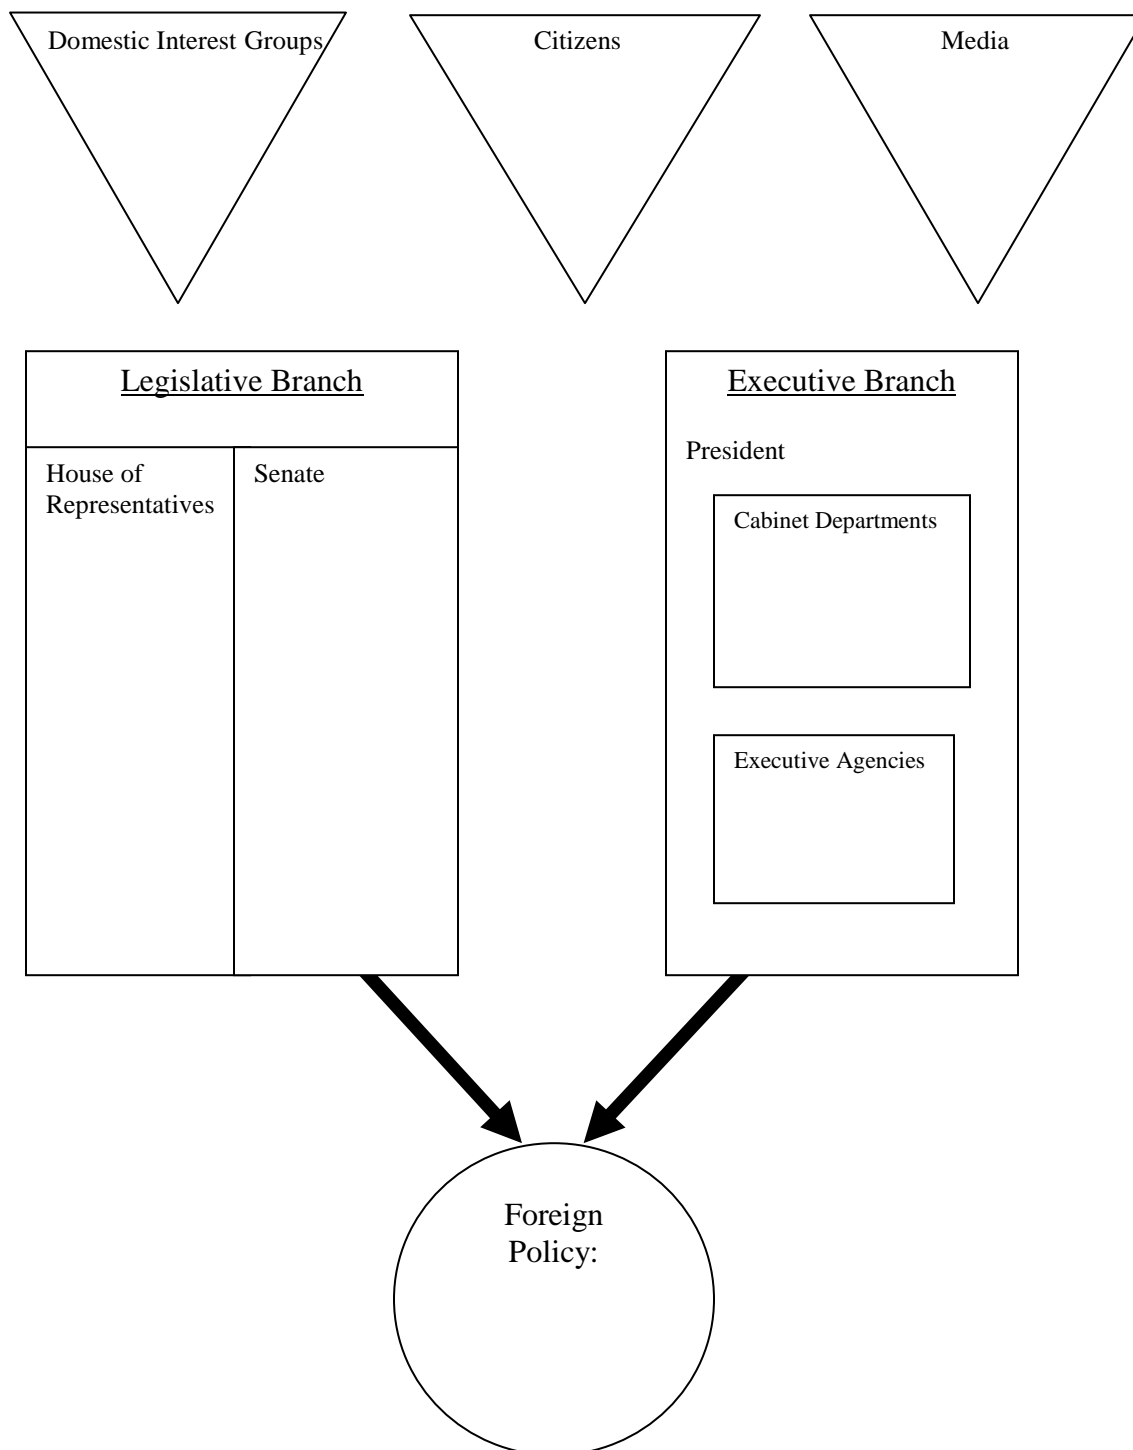 Domestic Interest Groups
Citizens
Media
Legislative Branch
House of
Representatives
Senate
Executive Branch
President
Cabinet Departments
Executive Agencies
Foreign
Policy: